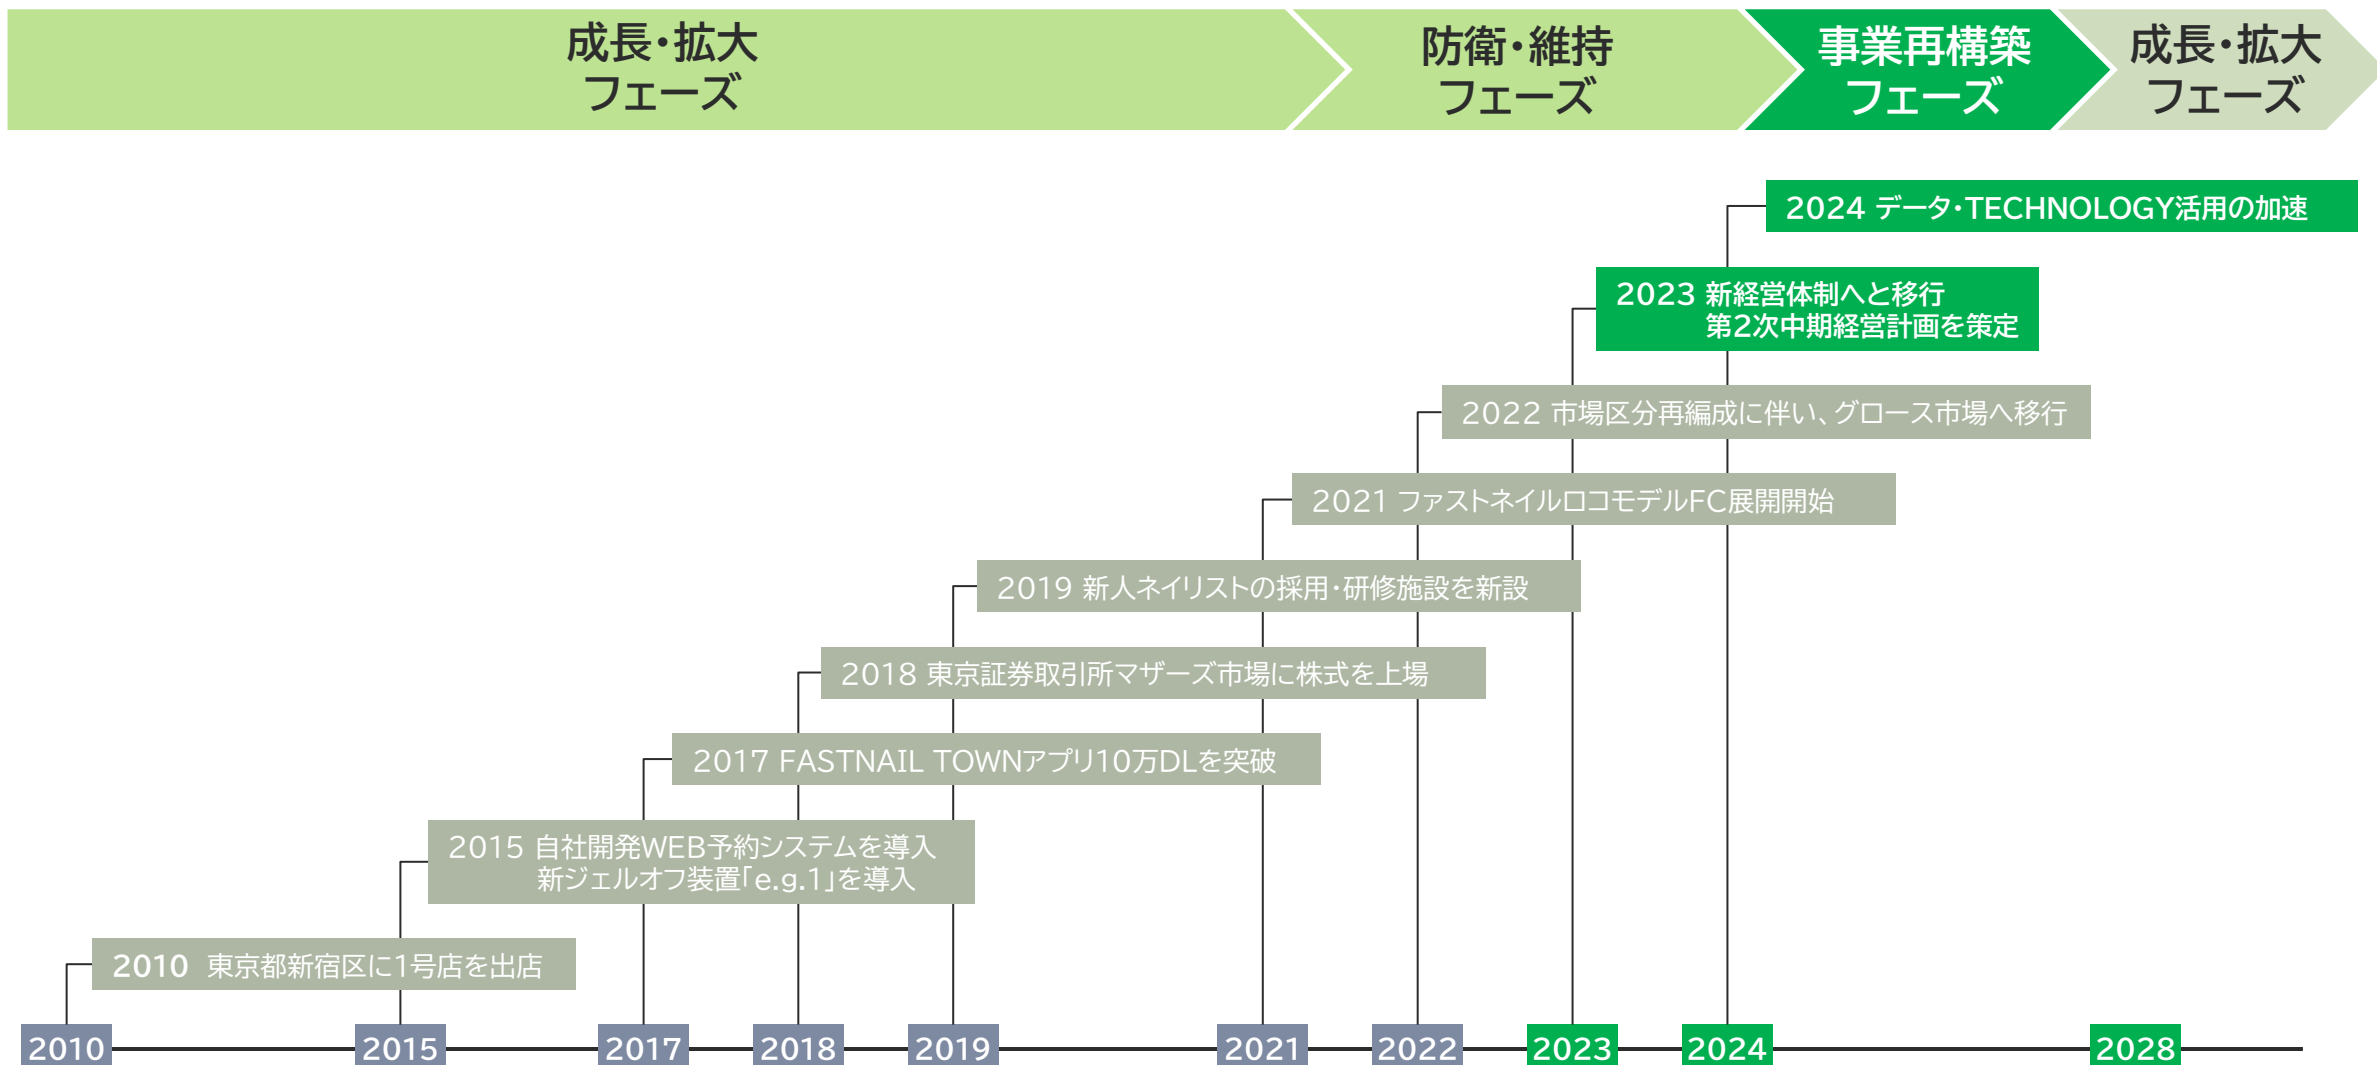 成長・拡大
フェーズ
防衛・維持
フェーズ
事業再構築
フェーズ
成長・拡大
フェーズ
2024 データ・TECHNOLOGY活用の加速
2023 新経営体制へと移行
第2次中期経営計画を策定
2022 市場区分再編成に伴い、グロース市場へ移行
2021 ファストネイルロコモデルFC展開開始
2019 新人ネイリストの採用・研修施設を新設
2018 東京証券取引所マザーズ市場に株式を上場
2017 FASTNAIL TOWNアプリ10万DLを突破
2015 自社開発WEB予約システムを導入
新ジェルオフ装置「e.g.1」を導入
2010 東京都新宿区に1号店を出店
2010 2015 2017 2018 2019 2021 2022 2023 2024 2028